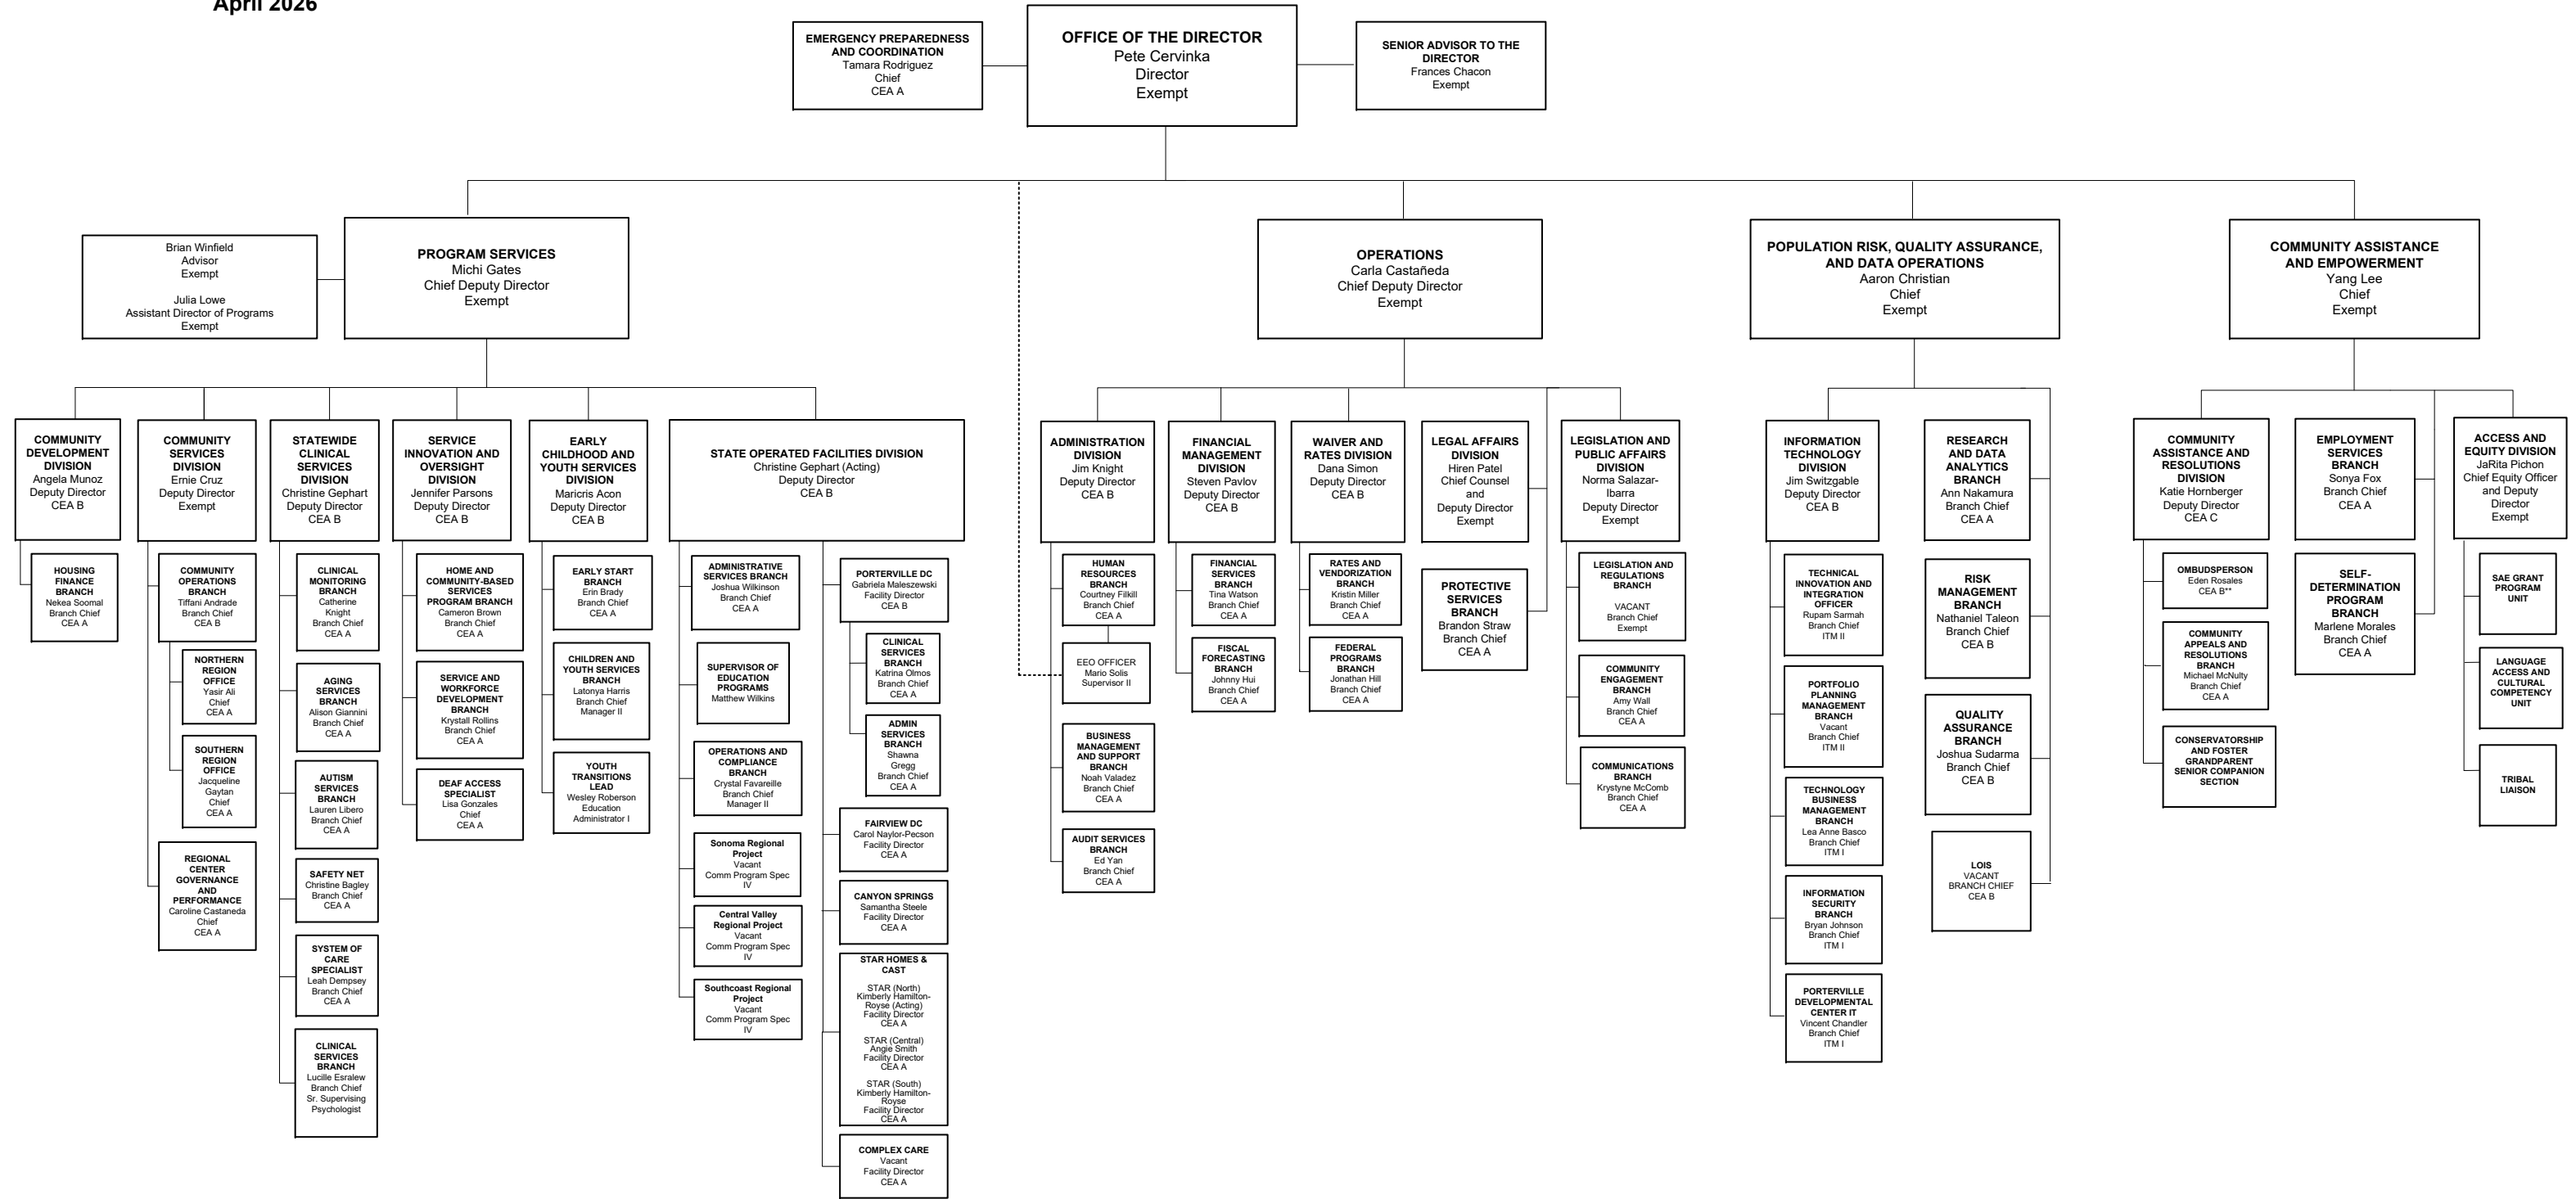 April 2026
EMERGENCY PREPAREDNESS
AND COORDINATION
Tamara Rodriguez
Chief
CEA A
OFFICE OF THE DIRECTOR
Pete Cervinka
Director
Exempt
SENIOR ADVISOR TO THE
DIRECTOR
Frances Chacon
Exempt
Brian Winfield
Advisor
Exempt
Julia Lowe
Assistant Director of Programs
Exempt
PROGRAM SERVICES
Michi Gates
Chief Deputy Director
Exempt
OPERATIONS
Carla Castañeda
Chief Deputy Director
Exempt
POPULATION RISK, QUALITY ASSURANCE,
AND DATA OPERATIONS
Aaron Christian
Chief
Exempt
COMMUNITY ASSISTANCE
AND EMPOWERMENT
Yang Lee
Chief
Exempt
COMMUNITY
DEVELOPMENT
DIVISION
Angela Munoz
Deputy Director
CEA B
HOUSING
FINANCE
BRANCH
Nekea Soomal
Branch Chief
CEA A
COMMUNITY
SERVICES
DIVISION
Ernie Cruz
Deputy Director
Exempt
COMMUNITY
OPERATIONS
BRANCH
Tiffani Andrade
Branch Chief
CEA B
NORTHERN
REGION
OFFICE
Yasir Ali
Chief
CEA A
SOUTHERN
REGION
OFFICE
Jacqueline
Gaytan
Chief
CEA A
REGIONAL
CENTER
GOVERNANCE
AND
PERFORMANCE
Caroline Castaneda
Chief
CEA A
STATEWIDE
CLINICAL
SERVICES
DIVISION
Christine Gephart
Deputy Director
CEA B
CLINICAL
MONITORING
BRANCH
Catherine
Knight
Branch Chief
CEA A
AGING
SERVICES
BRANCH
Alison Giannini
Branch Chief
CEA A
AUTISM
SERVICES
BRANCH
Lauren Libero
Branch Chief
CEA A
SAFETY NET
Christine Bagley
Branch Chief
CEA A
SYSTEM OF
CARE
SPECIALIST
Leah Dempsey
Branch Chief
CEA A
CLINICAL
SERVICES
BRANCH
Lucille Esralew
Branch Chief
Sr. Supervising
Psychologist
SERVICE
INNOVATION AND
OVERSIGHT
DIVISION
Jennifer Parsons
Deputy Director
CEA B
HOME AND
COMMUNITY-BASED
SERVICES
PROGRAM BRANCH
Cameron Brown
Branch Chief
CEA A
SERVICE AND
WORKFORCE
DEVELOPMENT
BRANCH
Krystall Rollins
Branch Chief
CEA A
DEAF ACCESS
SPECIALIST
Lisa Gonzales
Chief
CEA A
EARLY
CHILDHOOD AND
YOUTH SERVICES
DIVISION
Maricris Acon
Deputy Director
CEA B
EARLY START
BRANCH
Erin Brady
Branch Chief
CEA A
CHILDREN AND
YOUTH SERVICES
BRANCH
Latonya Harris
Branch Chief
Manager II
YOUTH
TRANSITIONS
LEAD
Wesley Roberson
Education
Administrator I
STATE OPERATED FACILITIES DIVISION
Christine Gephart (Acting)
Deputy Director
CEA B
ADMINISTRATIVE
SERVICES BRANCH
Joshua Wilkinson
Branch Chief
CEA A
SUPERVISOR OF
EDUCATION
PROGRAMS
Matthew Wilkins
OPERATIONS AND
COMPLIANCE
BRANCH
Crystal Favareille
Branch Chief
Manager II
Sonoma Regional
Project
Vacant
Comm Program Spec
IV
Central Valley
Regional Project
Vacant
Comm Program Spec
IV
Southcoast Regional
Project
Vacant
Comm Program Spec
IV
PORTERVILLE DC
Gabriela Maleszewski
Facility Director
CEA B
CLINICAL
SERVICES
BRANCH
Katrina Olmos
Branch Chief
CEA A
ADMIN
SERVICES
BRANCH
Shawna
Gregg
Branch Chief
CEA A
FAIRVIEW DC
Carol Naylor-Pecson
Facility Director
CEA A
CANYON SPRINGS
Samantha Steele
Facility Director
CEA A
STAR HOMES &
CAST
STAR (North)
Kimberly Hamilton-
Royse (Acting)
Facility Director
CEA A
STAR (Central)
Angie Smith
Facility Director
CEA A
STAR (South)
Kimberly Hamilton-
Royse
Facility Director
CEA A
COMPLEX CARE
Vacant
Facility Director
CEA A
ADMINISTRATION
DIVISION
Jim Knight
Deputy Director
CEA B
HUMAN
RESOURCES
BRANCH
Courtney Filkill
Branch Chief
CEA A
EEO OFFICER
Mario Solis
Supervisor II
BUSINESS
MANAGEMENT
AND SUPPORT
BRANCH
Noah Valadez
Branch Chief
CEA A
AUDIT SERVICES
BRANCH
Ed Yan
Branch Chief
CEA A
FINANCIAL
MANAGEMENT
DIVISION
Steven Pavlov
Deputy Director
CEA B
FINANCIAL
SERVICES
BRANCH
Tina Watson
Branch Chief
CEA A
FISCAL
FORECASTING
BRANCH
Johnny Hui
Branch Chief
CEA A
WAIVER AND
RATES DIVISION
Dana Simon
Deputy Director
CEA B
RATES AND
VENDORIZATION
BRANCH
Kristin Miller
Branch Chief
CEA A
FEDERAL
PROGRAMS
BRANCH
Jonathan Hill
Branch Chief
CEA A
LEGAL AFFAIRS
DIVISION
Hiren Patel
Chief Counsel
and
Deputy Director
Exempt
PROTECTIVE
SERVICES
BRANCH
Brandon Straw
Branch Chief
CEA A
LEGISLATION AND
PUBLIC AFFAIRS
DIVISION
Norma Salazar-
Ibarra
Deputy Director
Exempt
LEGISLATION AND
REGULATIONS
BRANCH
VACANT
Branch Chief
Exempt
COMMUNITY
ENGAGEMENT
BRANCH
Amy Wall
Branch Chief
CEA A
COMMUNICATIONS
BRANCH
Krystyne McComb
Branch Chief
CEA A
INFORMATION
TECHNOLOGY
DIVISION
Jim Switzgable
Deputy Director
CEA B
TECHNICAL
INNOVATION AND
INTEGRATION
OFFICER
Rupam Sarmah
Branch Chief
ITM II
PORTFOLIO
PLANNING
MANAGEMENT
BRANCH
Vacant
Branch Chief
ITM II
TECHNOLOGY
BUSINESS
MANAGEMENT
BRANCH
Lea Anne Basco
Branch Chief
ITM I
INFORMATION
SECURITY
BRANCH
Bryan Johnson
Branch Chief
ITM I
PORTERVILLE
DEVELOPMENTAL
CENTER IT
Vincent Chandler
Branch Chief
ITM I
RESEARCH
AND DATA
ANALYTICS
BRANCH
Ann Nakamura
Branch Chief
CEA A
RISK
MANAGEMENT
BRANCH
Nathaniel Taleon
Branch Chief
CEA B
QUALITY
ASSURANCE
BRANCH
Joshua Sudarma
Branch Chief
CEA B
LOIS
VACANT
BRANCH CHIEF
CEA B
COMMUNITY
ASSISTANCE AND
RESOLUTIONS
DIVISION
Katie Hornberger
Deputy Director
CEA C
OMBUDSPERSON
Eden Rosales
CEA B**
COMMUNITY
APPEALS AND
RESOLUTIONS
BRANCH
Michael McNulty
Branch Chief
CEA A
CONSERVATORSHIP
AND FOSTER
GRANDPARENT
SENIOR COMPANION
SECTION
EMPLOYMENT
SERVICES
BRANCH
Sonya Fox
Branch Chief
CEA A
SELF-
DETERMINATION
PROGRAM
BRANCH
Marlene Morales
Branch Chief
CEA A
ACCESS AND
EQUITY DIVISION
JaRita Pichon
Chief Equity Officer
and Deputy
Director
Exempt
SAE GRANT
PROGRAM
UNIT
LANGUAGE
ACCESS AND
CULTURAL
COMPETENCY
UNIT
TRIBAL
LIAISON